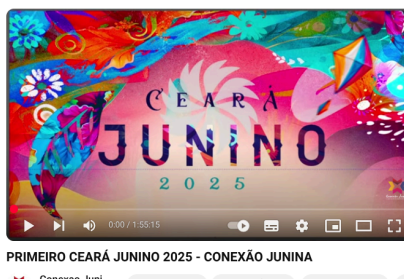 CEARÁ
JUNINO
2025
0:00 / 1:55:15
PRIMEIRO CEARÁ JUNINO 2025 - CONEXÃO JUNINA